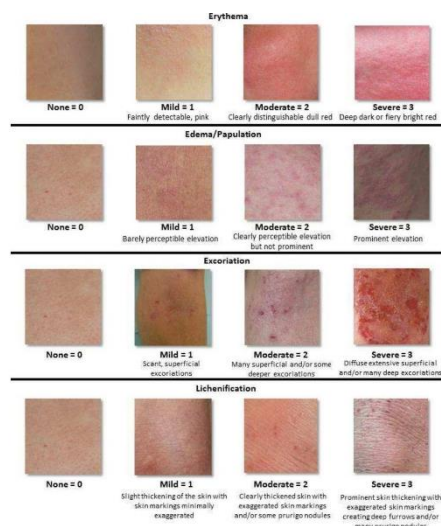 Erythema
None = 0 Mild = 1 Moderate = 2 Severe = 3
Faintly detectable, pink Clearly distinguishable dull red Deep dark or fiery bright red
Edema/Papulation
None = 0 Mild = 1 Moderate = 2 Severe = 3
Barely perceptible elevation Clearly perceptible elevation Prominent elevation
but not prominent
Excoriation
None = 0 Mild = 1 Moderate = 2 Severe = 3
Scant, superficial Many superficial and/or some Diffuse extensive superficial
excoriations deeper excoriations and/or many deep excoriations
Lichenification
None = 0 Mild = 1 Moderate = 2 Severe = 3
Slight thickening of the skin with Clearly thickened skin with Prominent skin thickening with
skin markings minimally exaggerated skin markings exaggerated skin markings
exaggerated and/or some prurigo nodules creating deep furrows and/or
many prurigo nodules